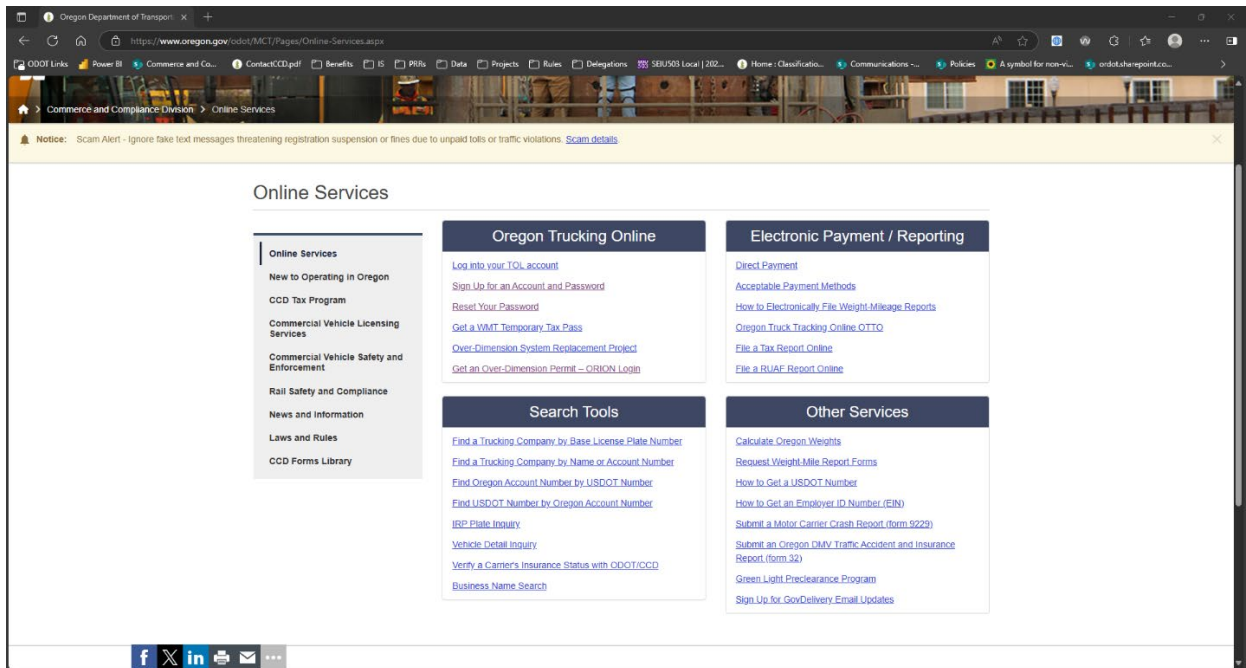 Oregon Department of Transport
https://www.oregon.gov/odot/MCT/Pages/Online-Services.aspx
ODOT Links Power BI Commerce and Co... ContactCCD.pdf Benefits IS PRRs Data Projects Rules Delegations SEIU503 Local | 202... Home : Classificatio... Communications -... Policies A symbol for non-vi... ordot.sharepoint.co...
> Commerce and Compliance Division > Online Services
Notice: Scam Alert - Ignore fake text messages threatening registration suspension or fines due to unpaid tolls or traffic violations. Scam details.
Online Services
Online Services
New to Operating in Oregon
CCD Tax Program
Commercial Vehicle Licensing
Services
Commercial Vehicle Safety and
Enforcement
Rail Safety and Compliance
News and Information
Laws and Rules
CCD Forms Library
Oregon Trucking Online
Log into your TOL account
Sign Up for an Account and Password
Reset Your Password
Get a WMT Temporary Tax Pass
Over-Dimension System Replacement Project
Get an Over-Dimension Permit – ORION Login
Electronic Payment / Reporting
Direct Payment
Acceptable Payment Methods
How to Electronically File Weight-Mileage Reports
Oregon Truck Tracking Online OTTO
File a Tax Report Online
File a RUAF Report Online
Search Tools
Find a Trucking Company by Base License Plate Number
Find a Trucking Company by Name or Account Number
Find Oregon Account Number by USDOT Number
Find USDOT Number by Oregon Account Number
IRP Plate Inquiry
Vehicle Detail Inquiry
Verify a Carrier's Insurance Status with ODOT/CCD
Business Name Search
Other Services
Calculate Oregon Weights
Request Weight-Mile Report Forms
How to Get a USDOT Number
How to Get an Employer ID Number (EIN)
Submit a Motor Carrier Crash Report (form 9229)
Submit an Oregon DMV Traffic Accident and Insurance
Report (form 32)
Green Light Preclearance Program
Sign Up for GovDelivery Email Updates